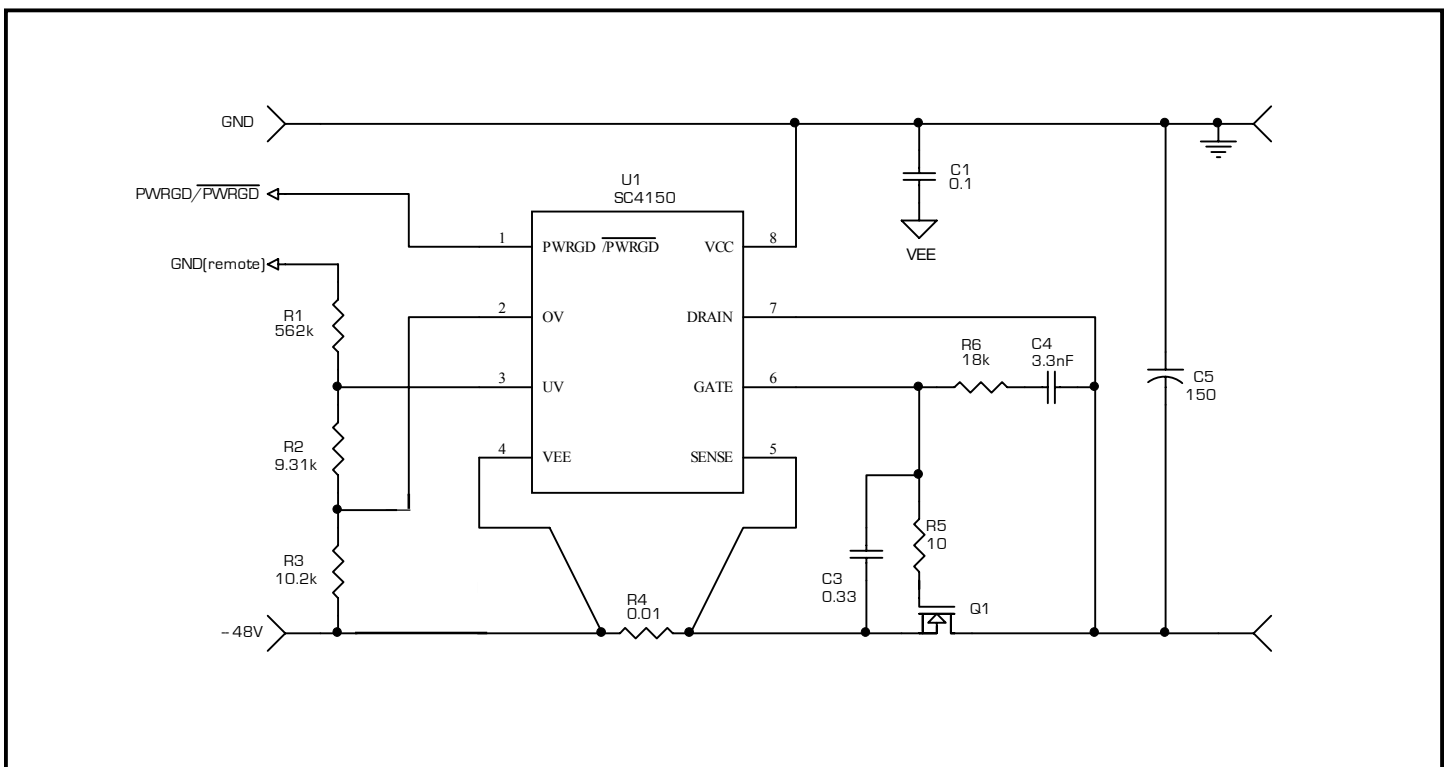 GND
PWRGD/PWRGD
GND(remote)
R1
562k
R2
9.31k
R3
10.2k
-48V
U1
SC4150
1
PWRGD /PWRGD
2
OV
3
UV
4
VEE
VCC
8
DRAIN
7
GATE
6
SENSE
5
C1
0.1
VEE
R6
18k
C4
3.3nF
C5
150
R5
10
C3
0.33
Q1
R4
0.01